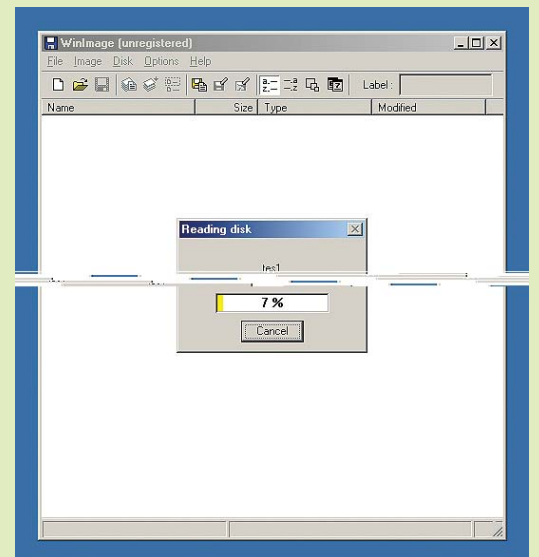 WinImage (unregistered)
File Image Disk Options Help
Label:
Name Size Type Modified
Reading disk
7 %
Cancel